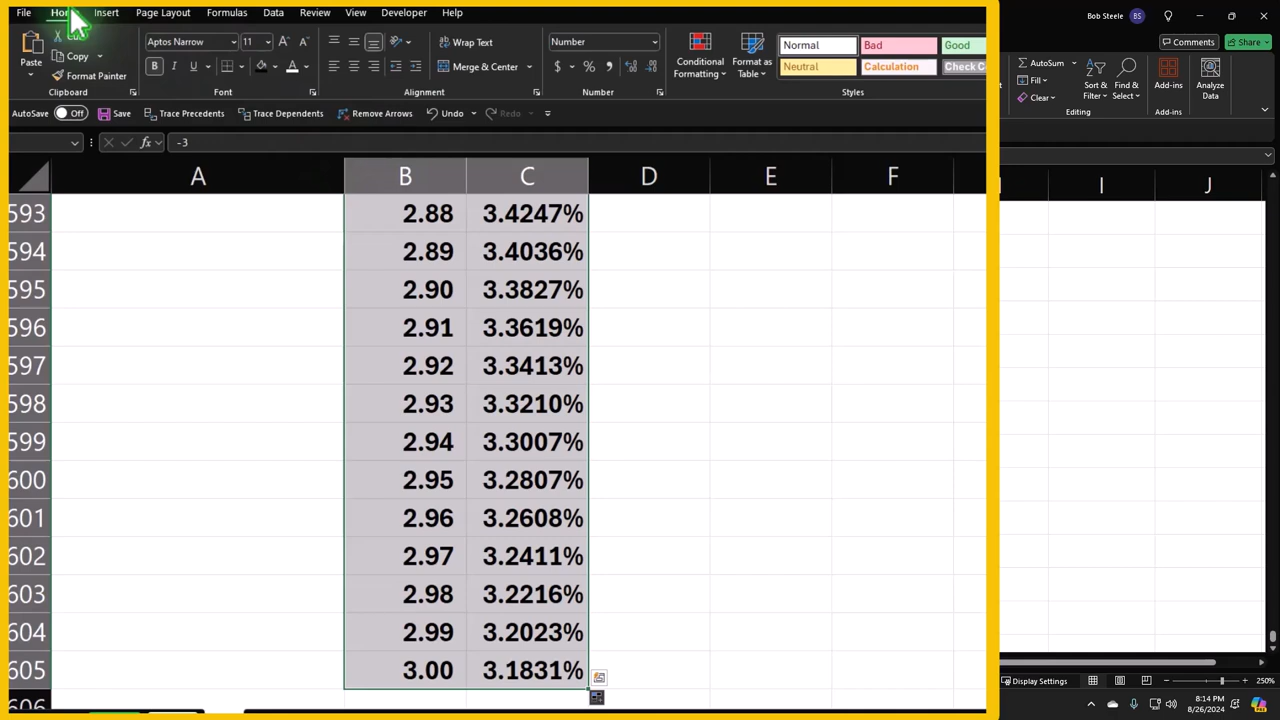 File Home Insert Page Layout Formulas Data Review View Developer Help
Bob Steele BS
Comments Share
Paste Cut
Copy
Format Painter
Clipboard
Aptos Narrow 11
B I U
Font
Wrap Text
Merge & Center
Alignment
Number
$ %
Number
Conditional
Formatting
Format as
Table
Normal Bad Good
Neutral Calculation Check C
Styles
AutoSum
Fill
Clear
Sort &
Filter
Find &
Select
Editing
Add-ins
Add-ins
Analyze
Data
AutoSave Off Save Trace Precedents Trace Dependents Remove Arrows Undo Redo
fx -3
A B C D E F I J
593 2.88 3.4247%
594 2.89 3.4036%
595 2.90 3.3827%
596 2.91 3.3619%
597 2.92 3.3413%
598 2.93 3.3210%
599 2.94 3.3007%
600 2.95 3.2807%
601 2.96 3.2608%
602 2.97 3.2411%
603 2.98 3.2216%
604 2.99 3.2023%
605 3.00 3.1831%
606
Display Settings 250%
8:14 PM
8/26/2024